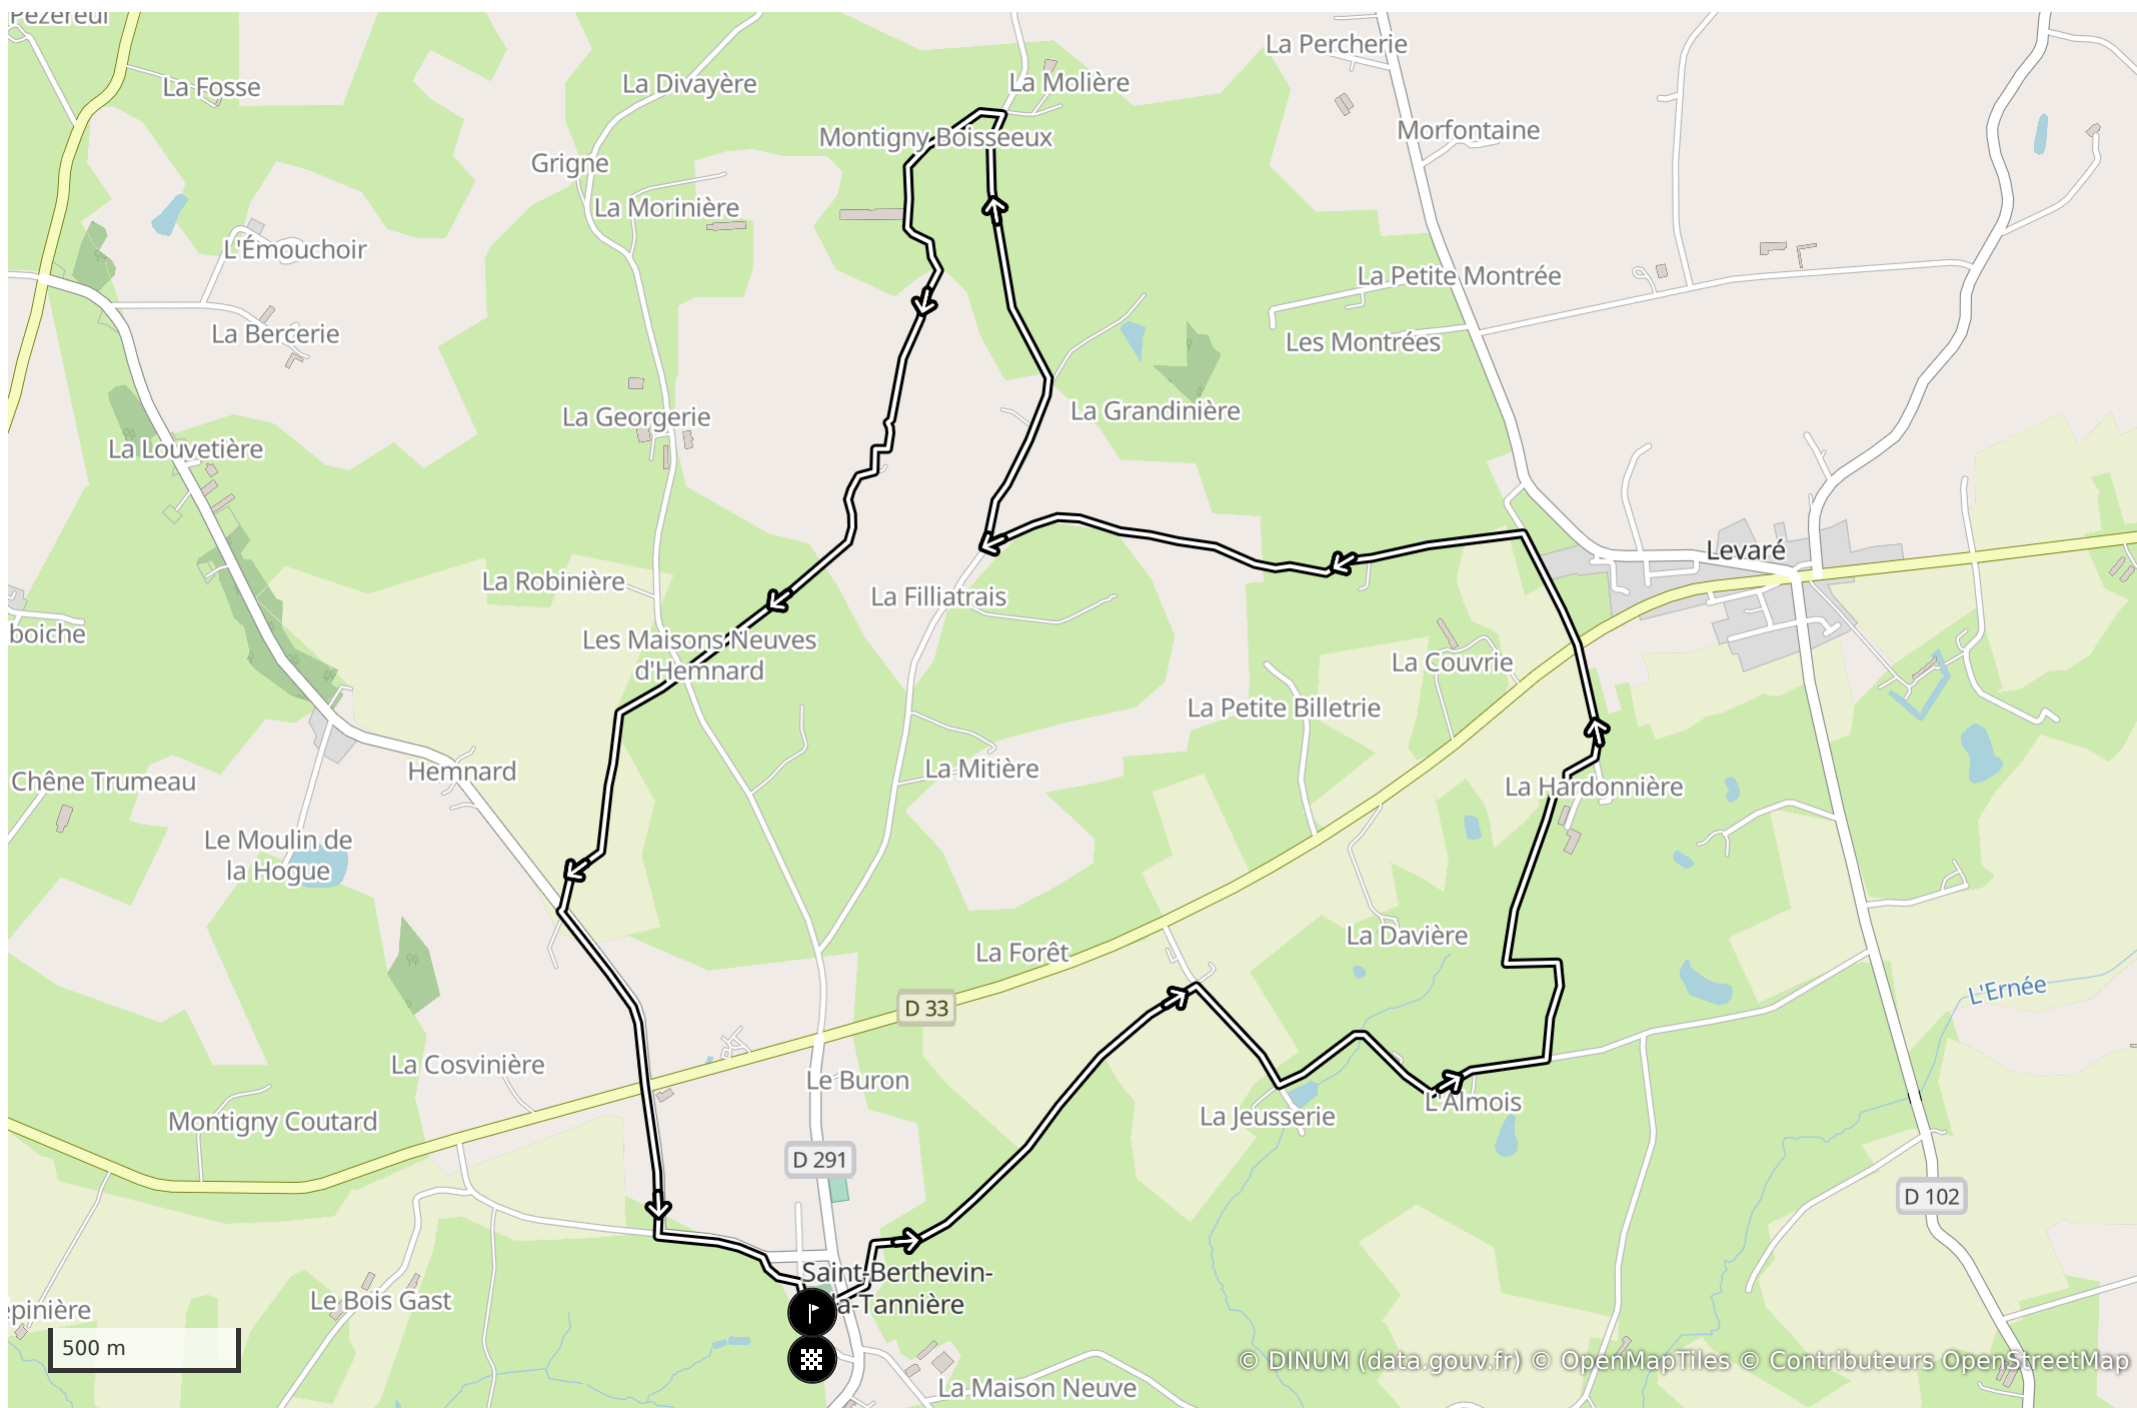 Pezereul
La Fosse
La Divayère
La Molière
La Percherie
Montigny Boisseeux
Morfontaine
Grigne
La Morinière
L'Émouchoir
La Petite Montrée
La Bercerie
Les Montrées
La Georgerie
La Grandinière
La Louvetière
Levaré
La Robinière
La Filliatrais
boiche
Les Maisons Neuves
d'Hemnard
La Couvrie
La Petite Billetrie
Hemnard
La Mitière
Chêne Trumeau
La Hardonnière
Le Moulin de
la Hogue
La Davière
La Forêt
L'Ernée
D 33
La Cosvinière
Le Buron
L'Almois
Montigny Coutard
La Jeusserie
D 291
D 102
Saint-Berthevin-
la-Tannière
Le Bois Gast
epinière
500 m
© DINUM (data.gouv.fr) © OpenMapTiles © Contributeurs OpenStreetMap
La Maison Neuve